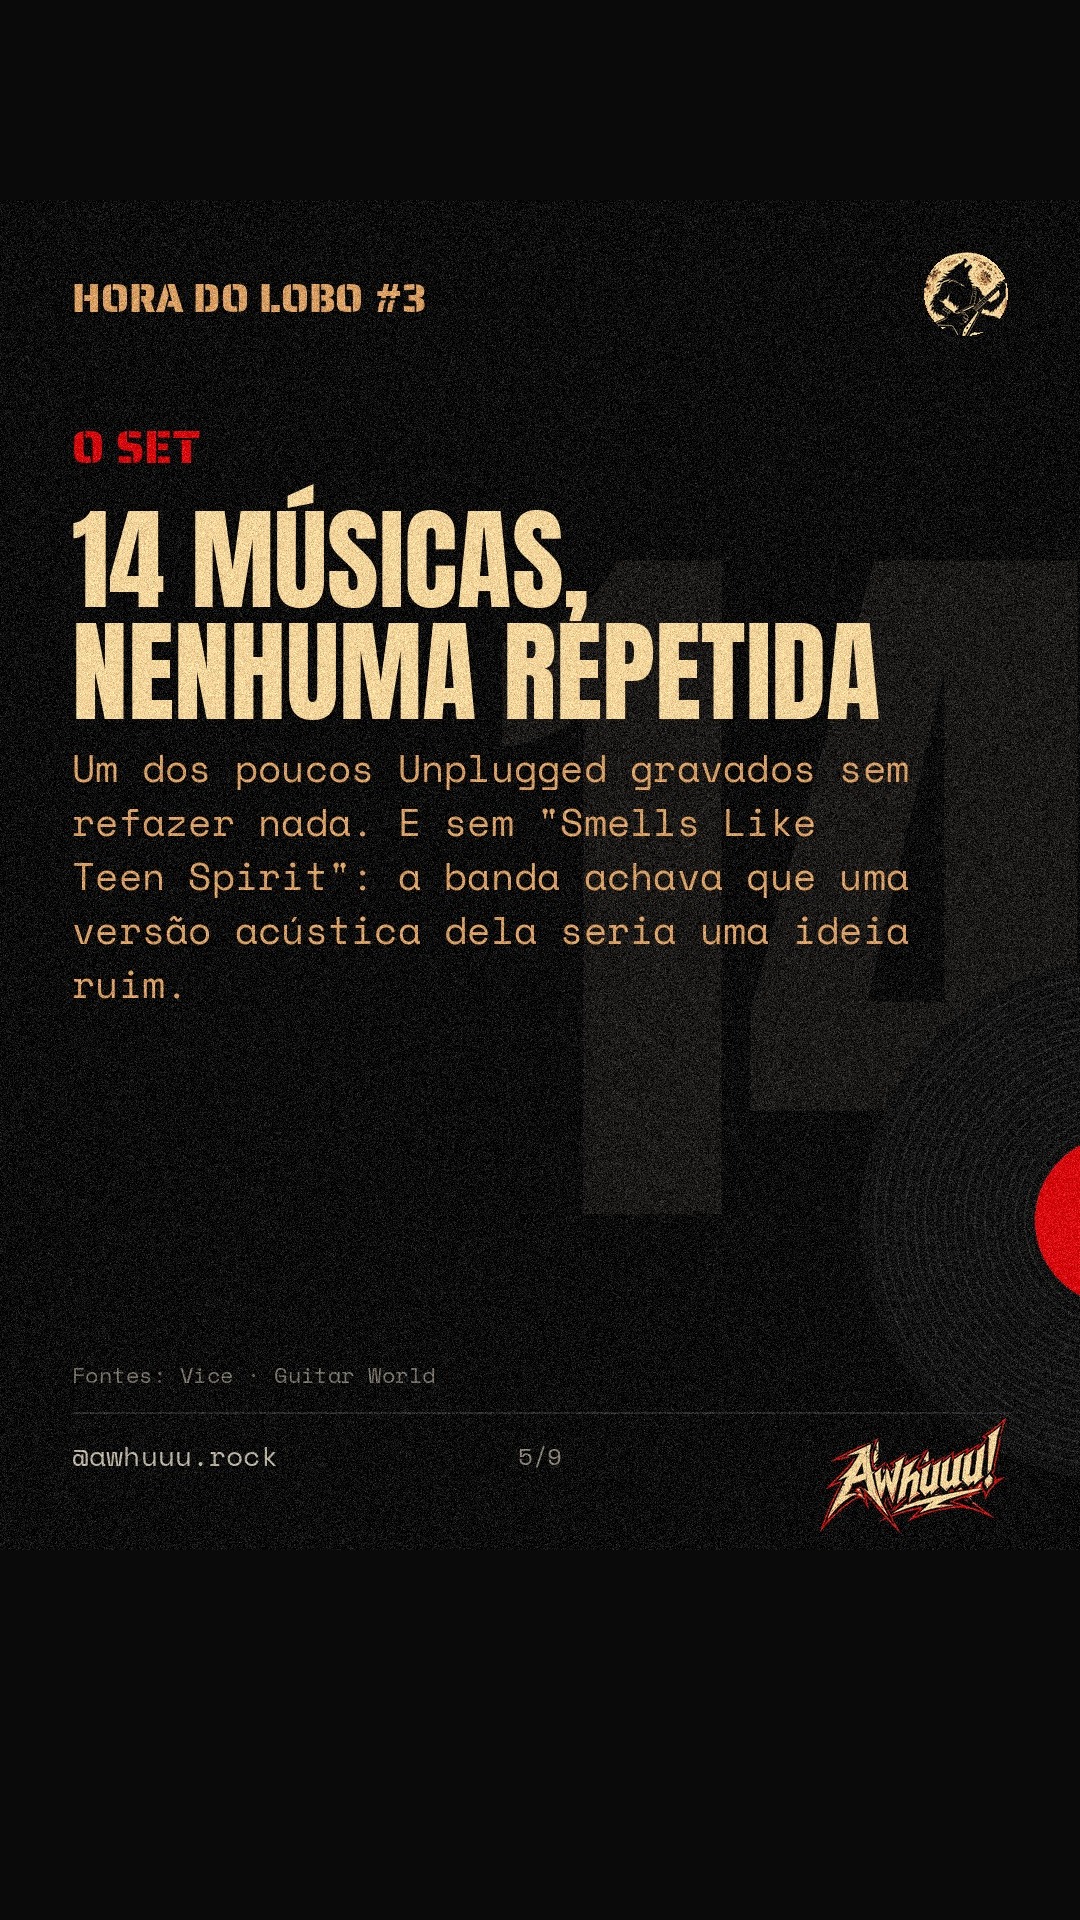 HORA DO LOBO #3
O SET
14 MÚSICAS,
NENHUMA REPETIDA
Um dos poucos Unplugged gravados sem
refazer nada. E sem "Smells Like
Teen Spirit": a banda achava que uma
versão acústica dela seria uma ideia
ruim.
14
Fontes: Vice · Guitar World
@awhuuu.rock
5/9
Awhuuu!